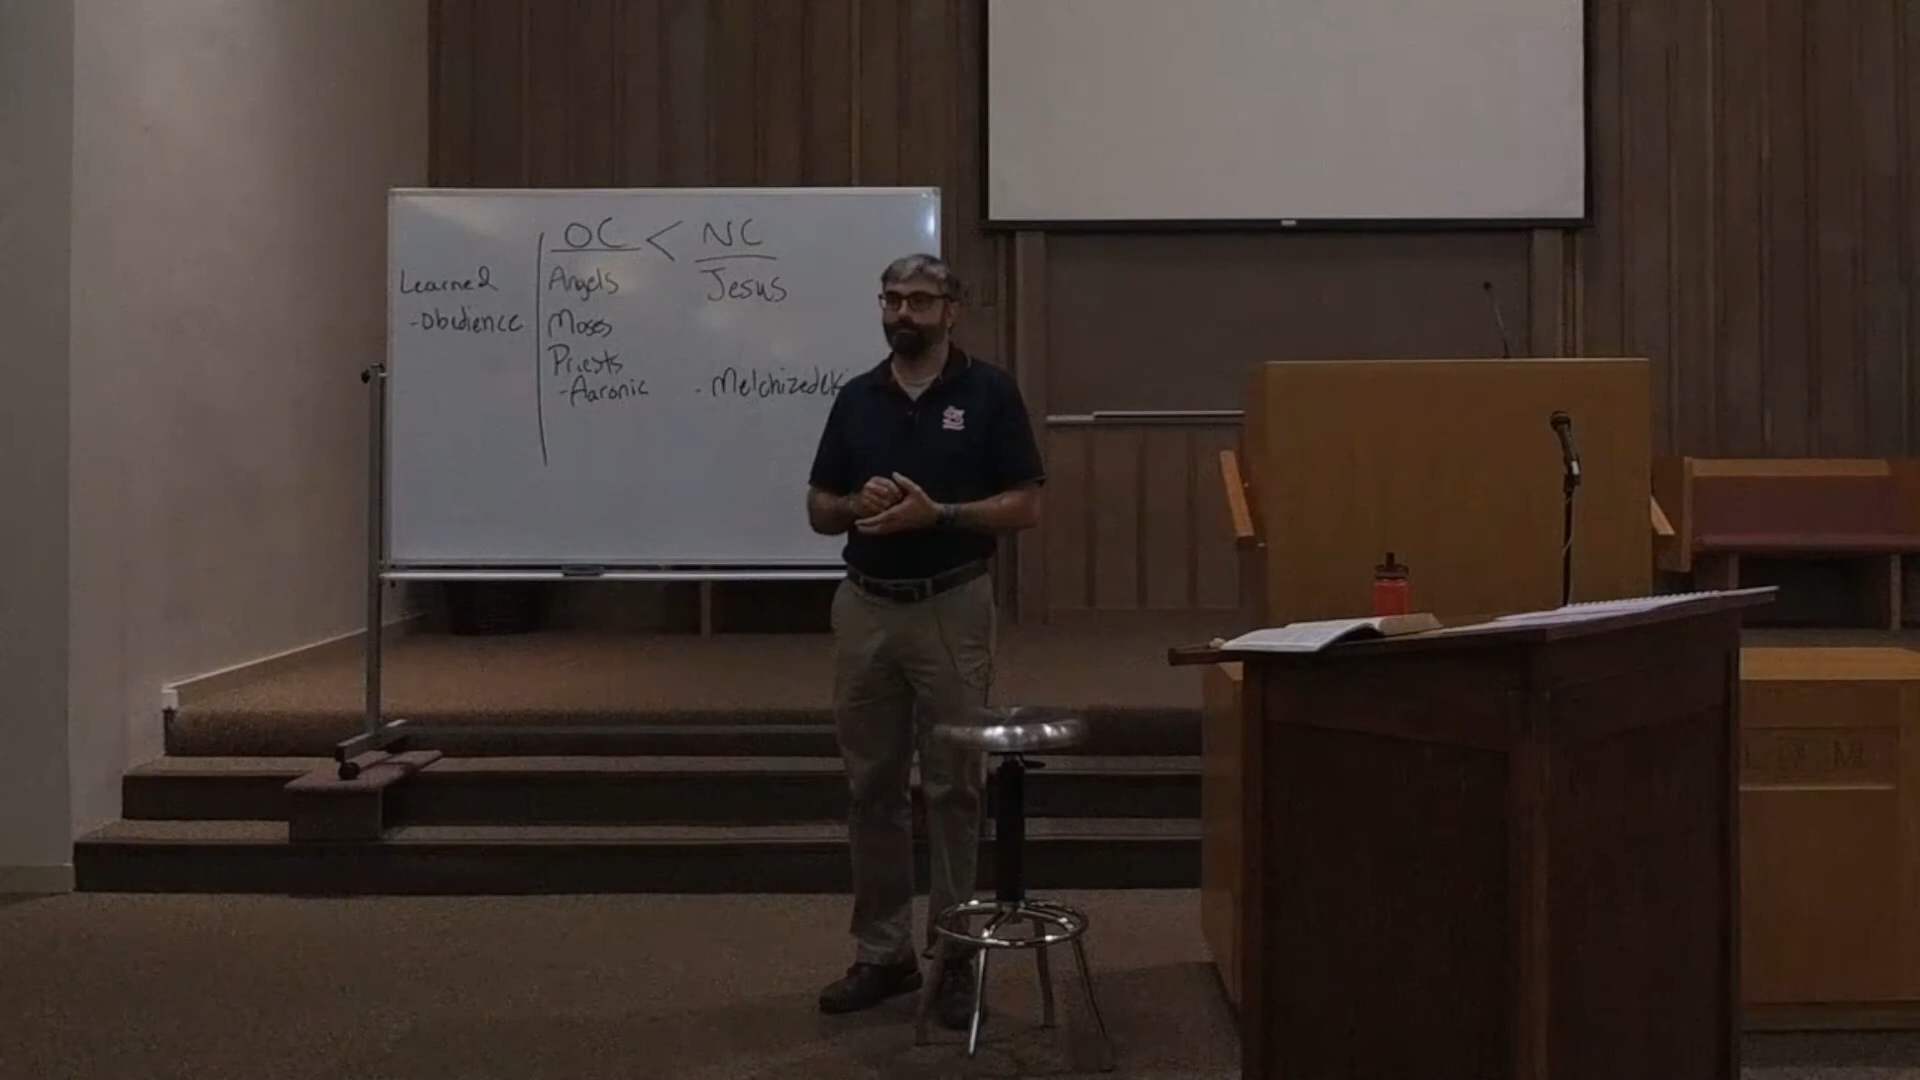 OC < NC
Learned Angels Jesus
-Obedience Moses
Priests
-Aaronic - Melchizedek